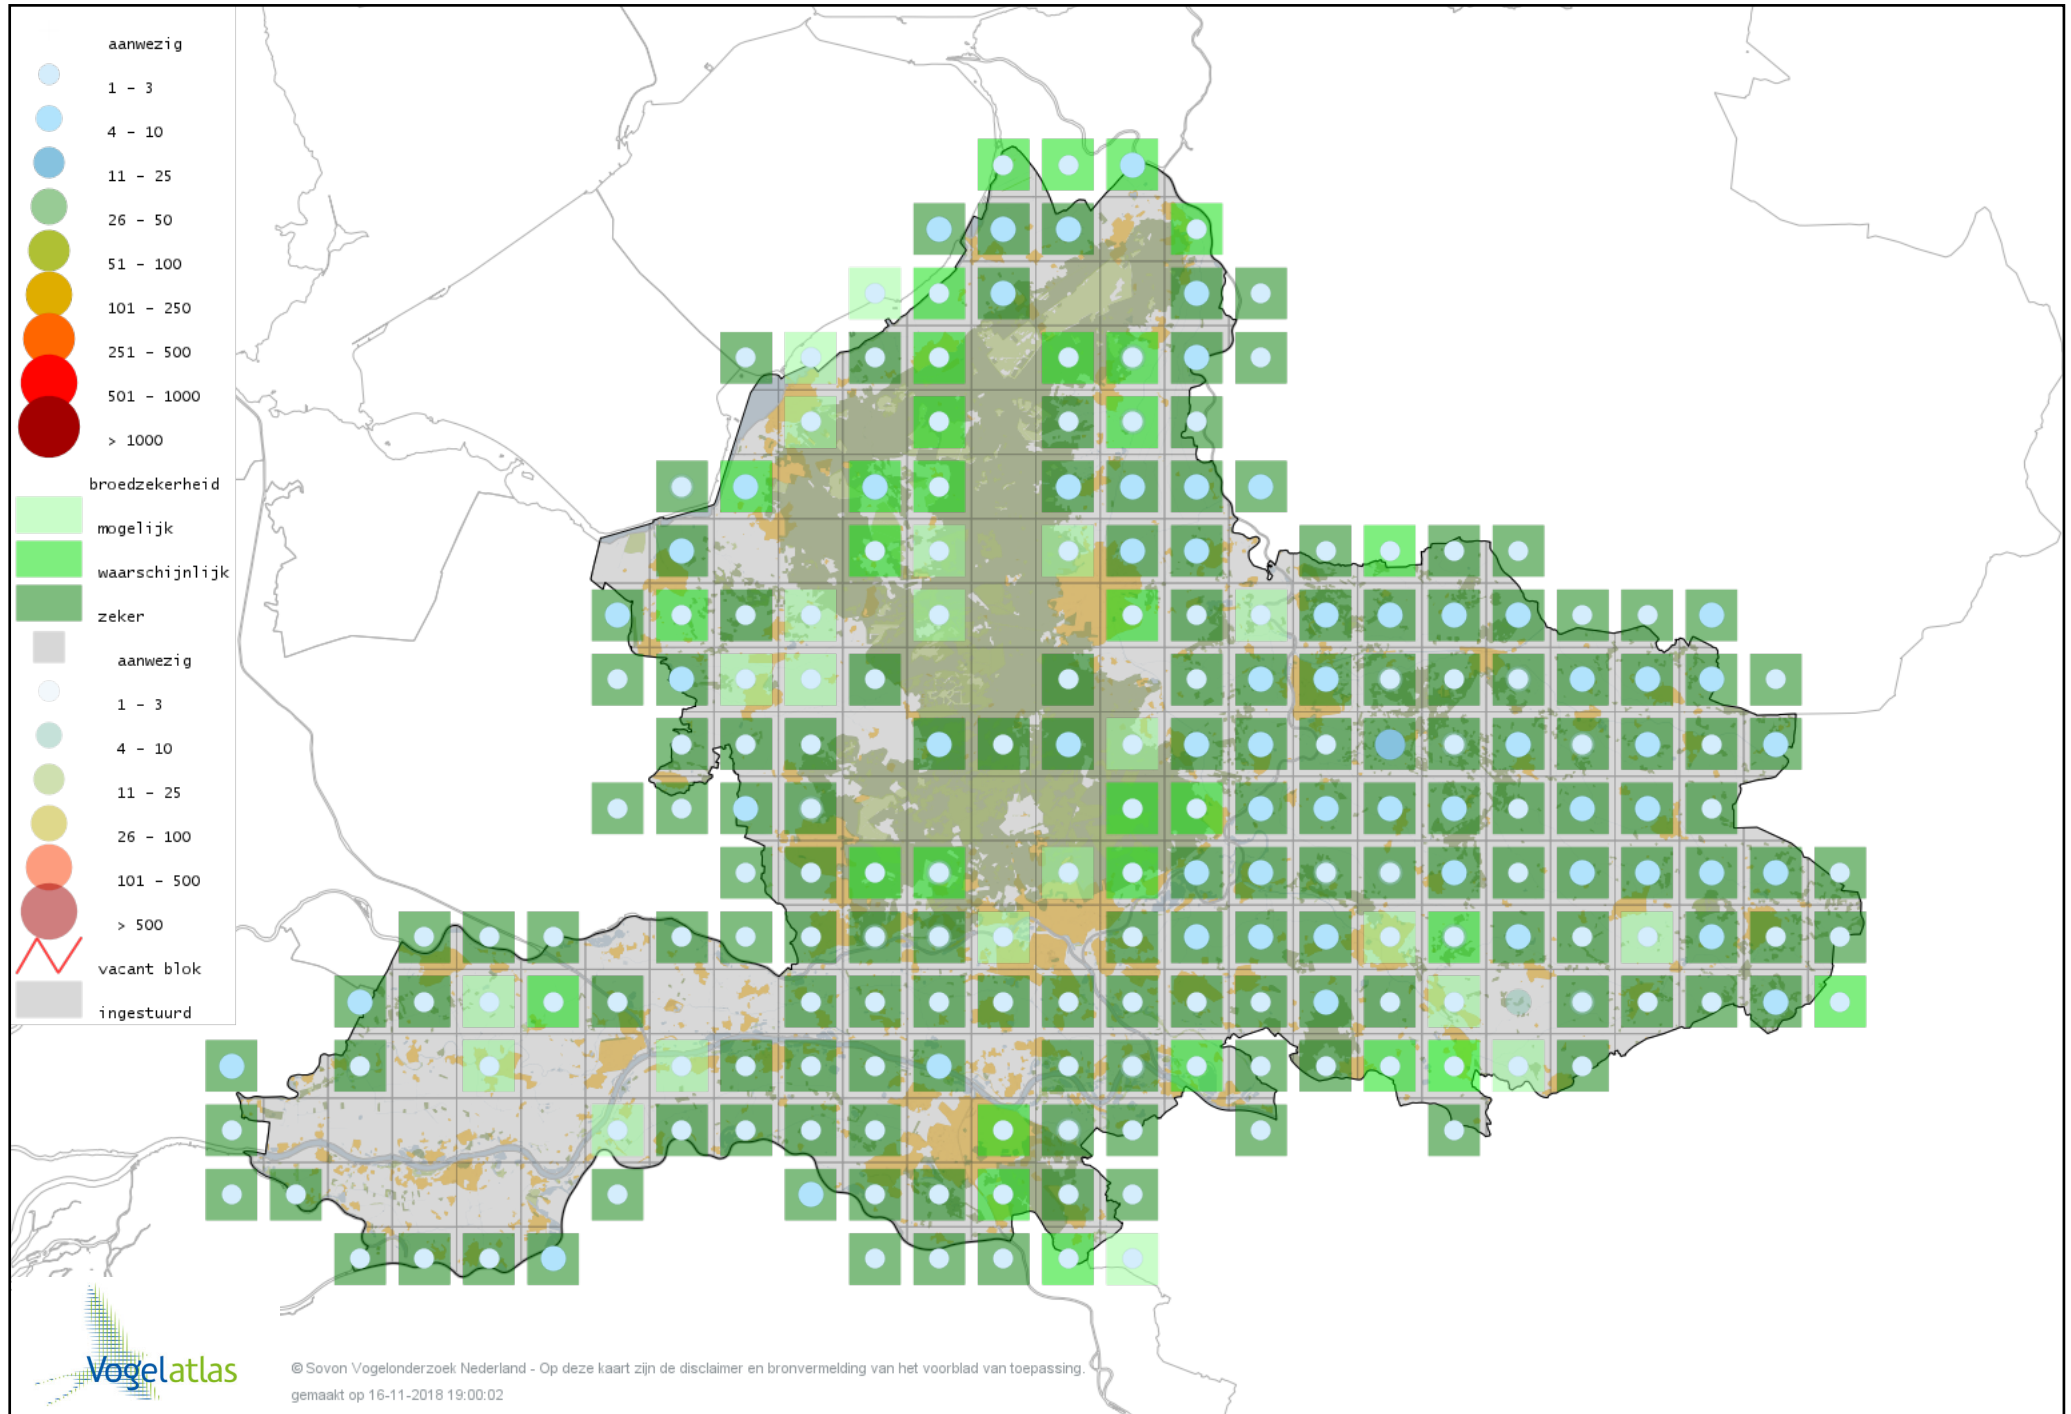 aanwezig
1 - 3
4 - 10
11 - 25
26 - 50
51 - 100
101 - 250
251 - 500
501 - 1000
> 1000
broedzekerheid
mogelijk
waarschijnlijk
zeker
aanwezig
1 - 3
4 - 10
11 - 25
26 - 100
101 - 500
> 500
vacant blok
ingestuurd
Vogelatlas
© Sovon Vogelonderzoek Nederland - Op deze kaart zijn de disclaimer en bronvermelding van het voorblad van toepassing.
gemaakt op 16-11-2018 19:00:02